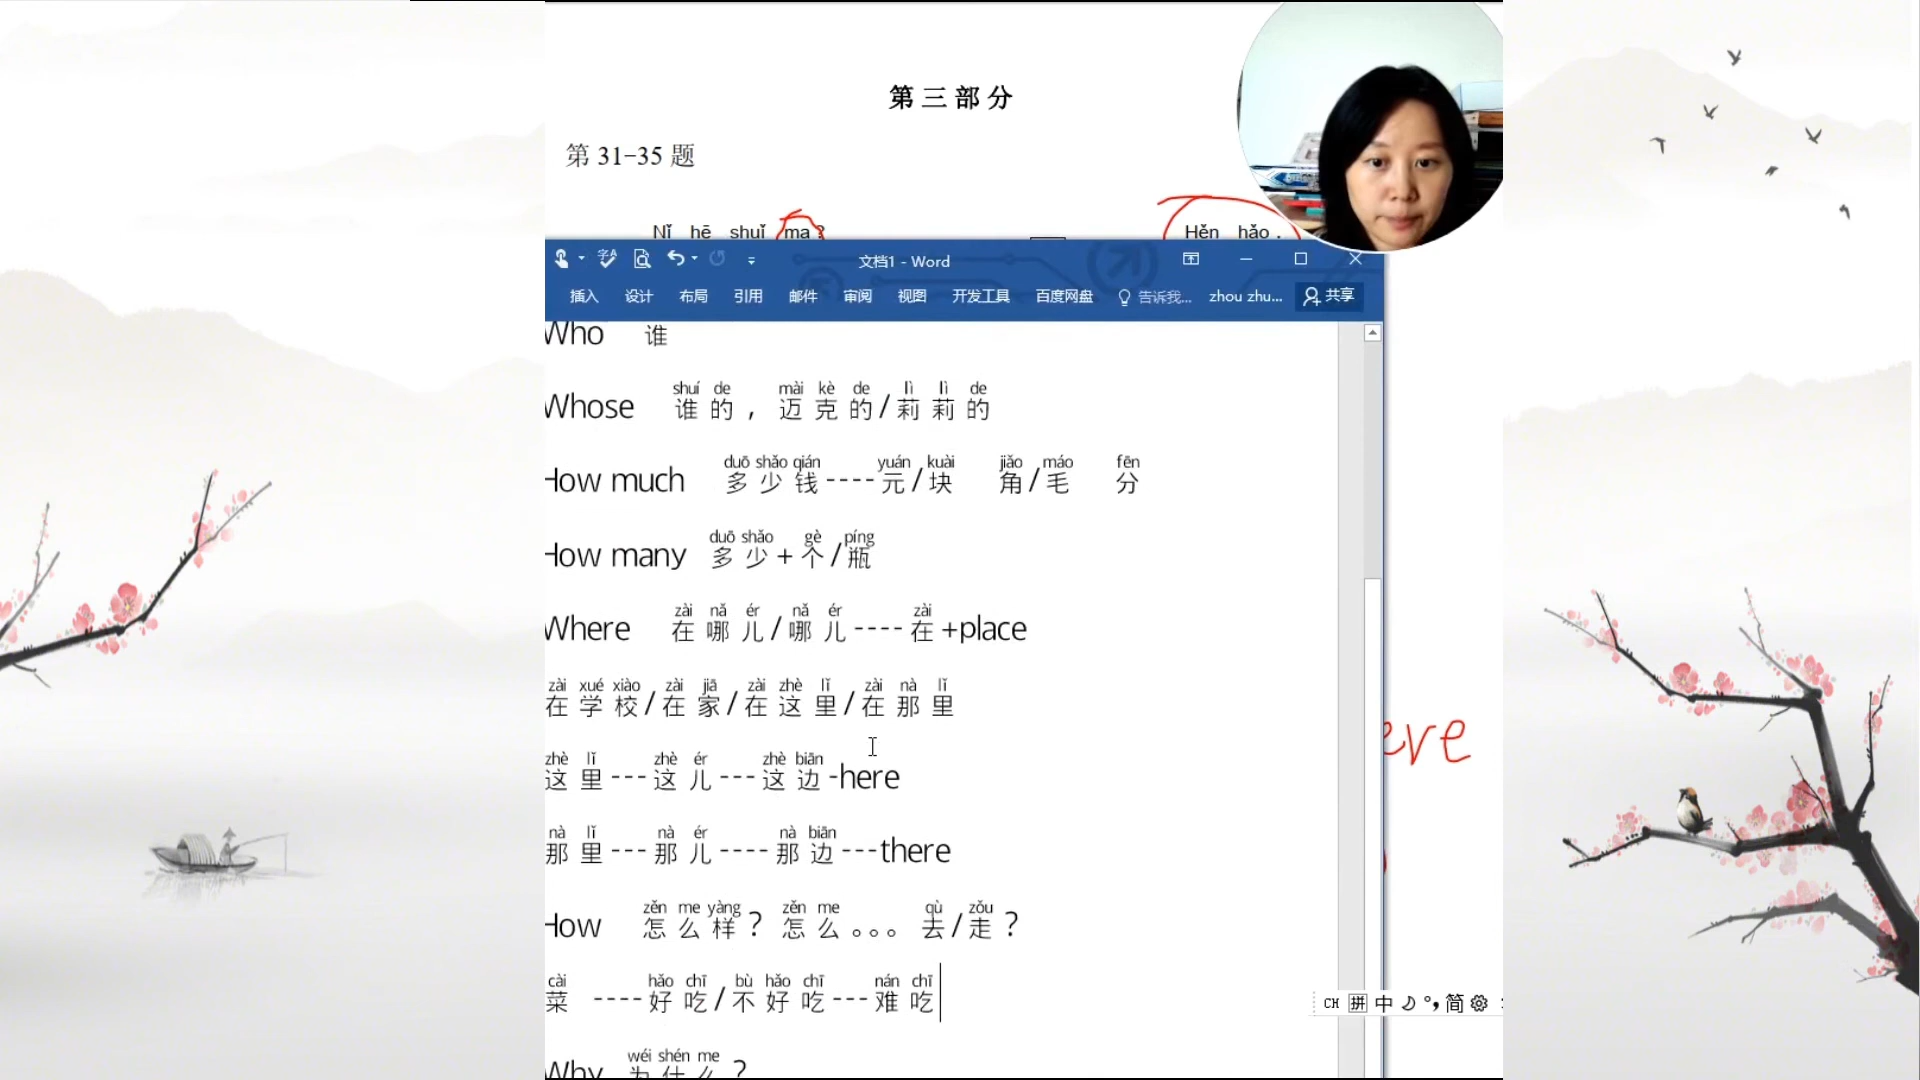 第三部分
第 31-35 题
Nǐ hē shuǐ ma ?
Hěn hǎo .
文档1 - Word
插入 设计 布局 引用 邮件 审阅 视图 开发工具 百度网盘 告诉我... zhou zhu... 共享
Who 谁
shuí de mài kè de lì lì de
Whose 谁的，迈克的/莉莉的
duō shǎo qián yuán kuài jiǎo máo fēn
How much 多少钱----元/块 角/毛 分
duō shǎo gè píng
How many 多少+个/瓶
zài nǎ ér nǎ ér zài
Where 在哪儿/哪儿----在+place
zài xué xiào zài jiā zài zhè lǐ zài nà lǐ
在学校/在家/在这里/在那里
zhè lǐ zhè ér zhè biān
这里---这儿---这边-here
ere
nà lǐ nà ér nà biān
那里---那儿----那边---there
zěn me yàng zěn me qù zǒu
How 怎么样？怎么。。。去/走？
cài hǎo chī bù hǎo chī nán chī
菜 ----好吃/不好吃---难吃
CH 拼 中 简
wéi shén me
Why 为什么？